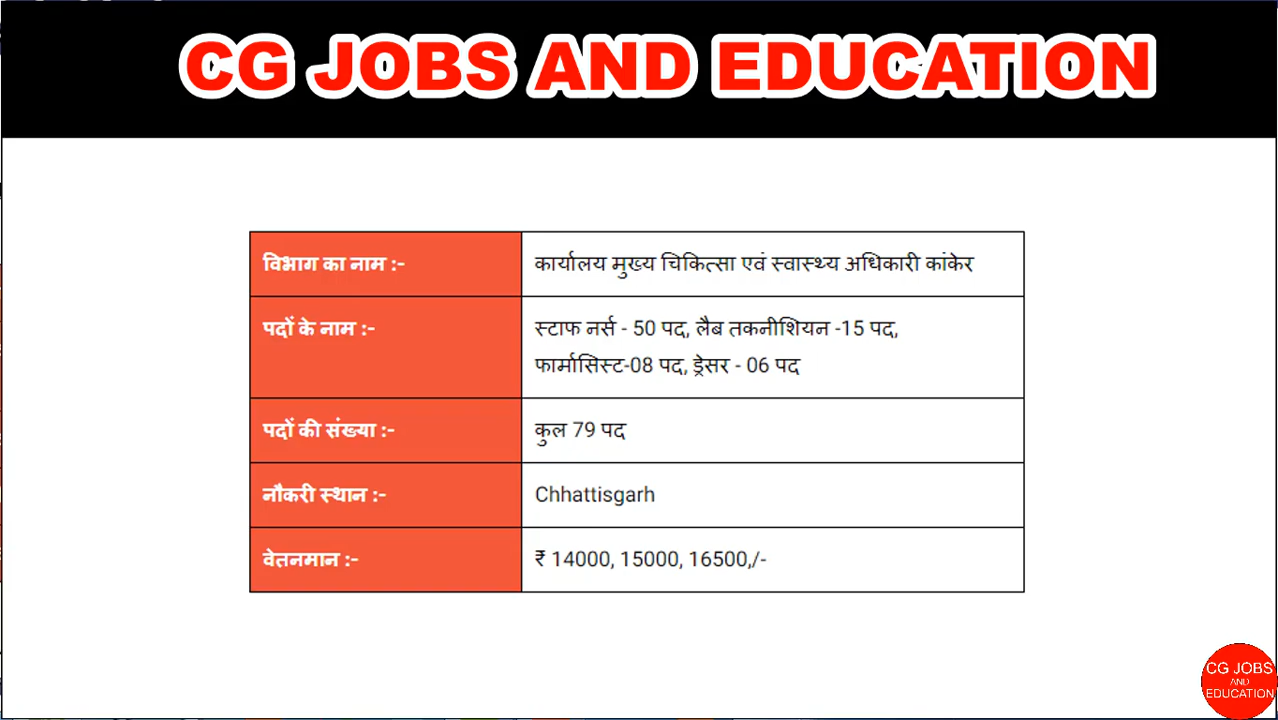 CG JOBS AND EDUCATION
विभाग का नाम :- कार्यालय मुख्य चिकित्सा एवं स्वास्थ्य अधिकारी कांकेर
पदों के नाम :- स्टाफ नर्स - 50 पद, लैब तकनीशियन -15 पद,
फार्मासिस्ट-08 पद, ड्रेसर - 06 पद
पदों की संख्या :- कुल 79 पद
नौकरी स्थान :- Chhattisgarh
वेतनमान :- ₹ 14000, 15000, 16500,/-
CG JOBS
AND
EDUCATION